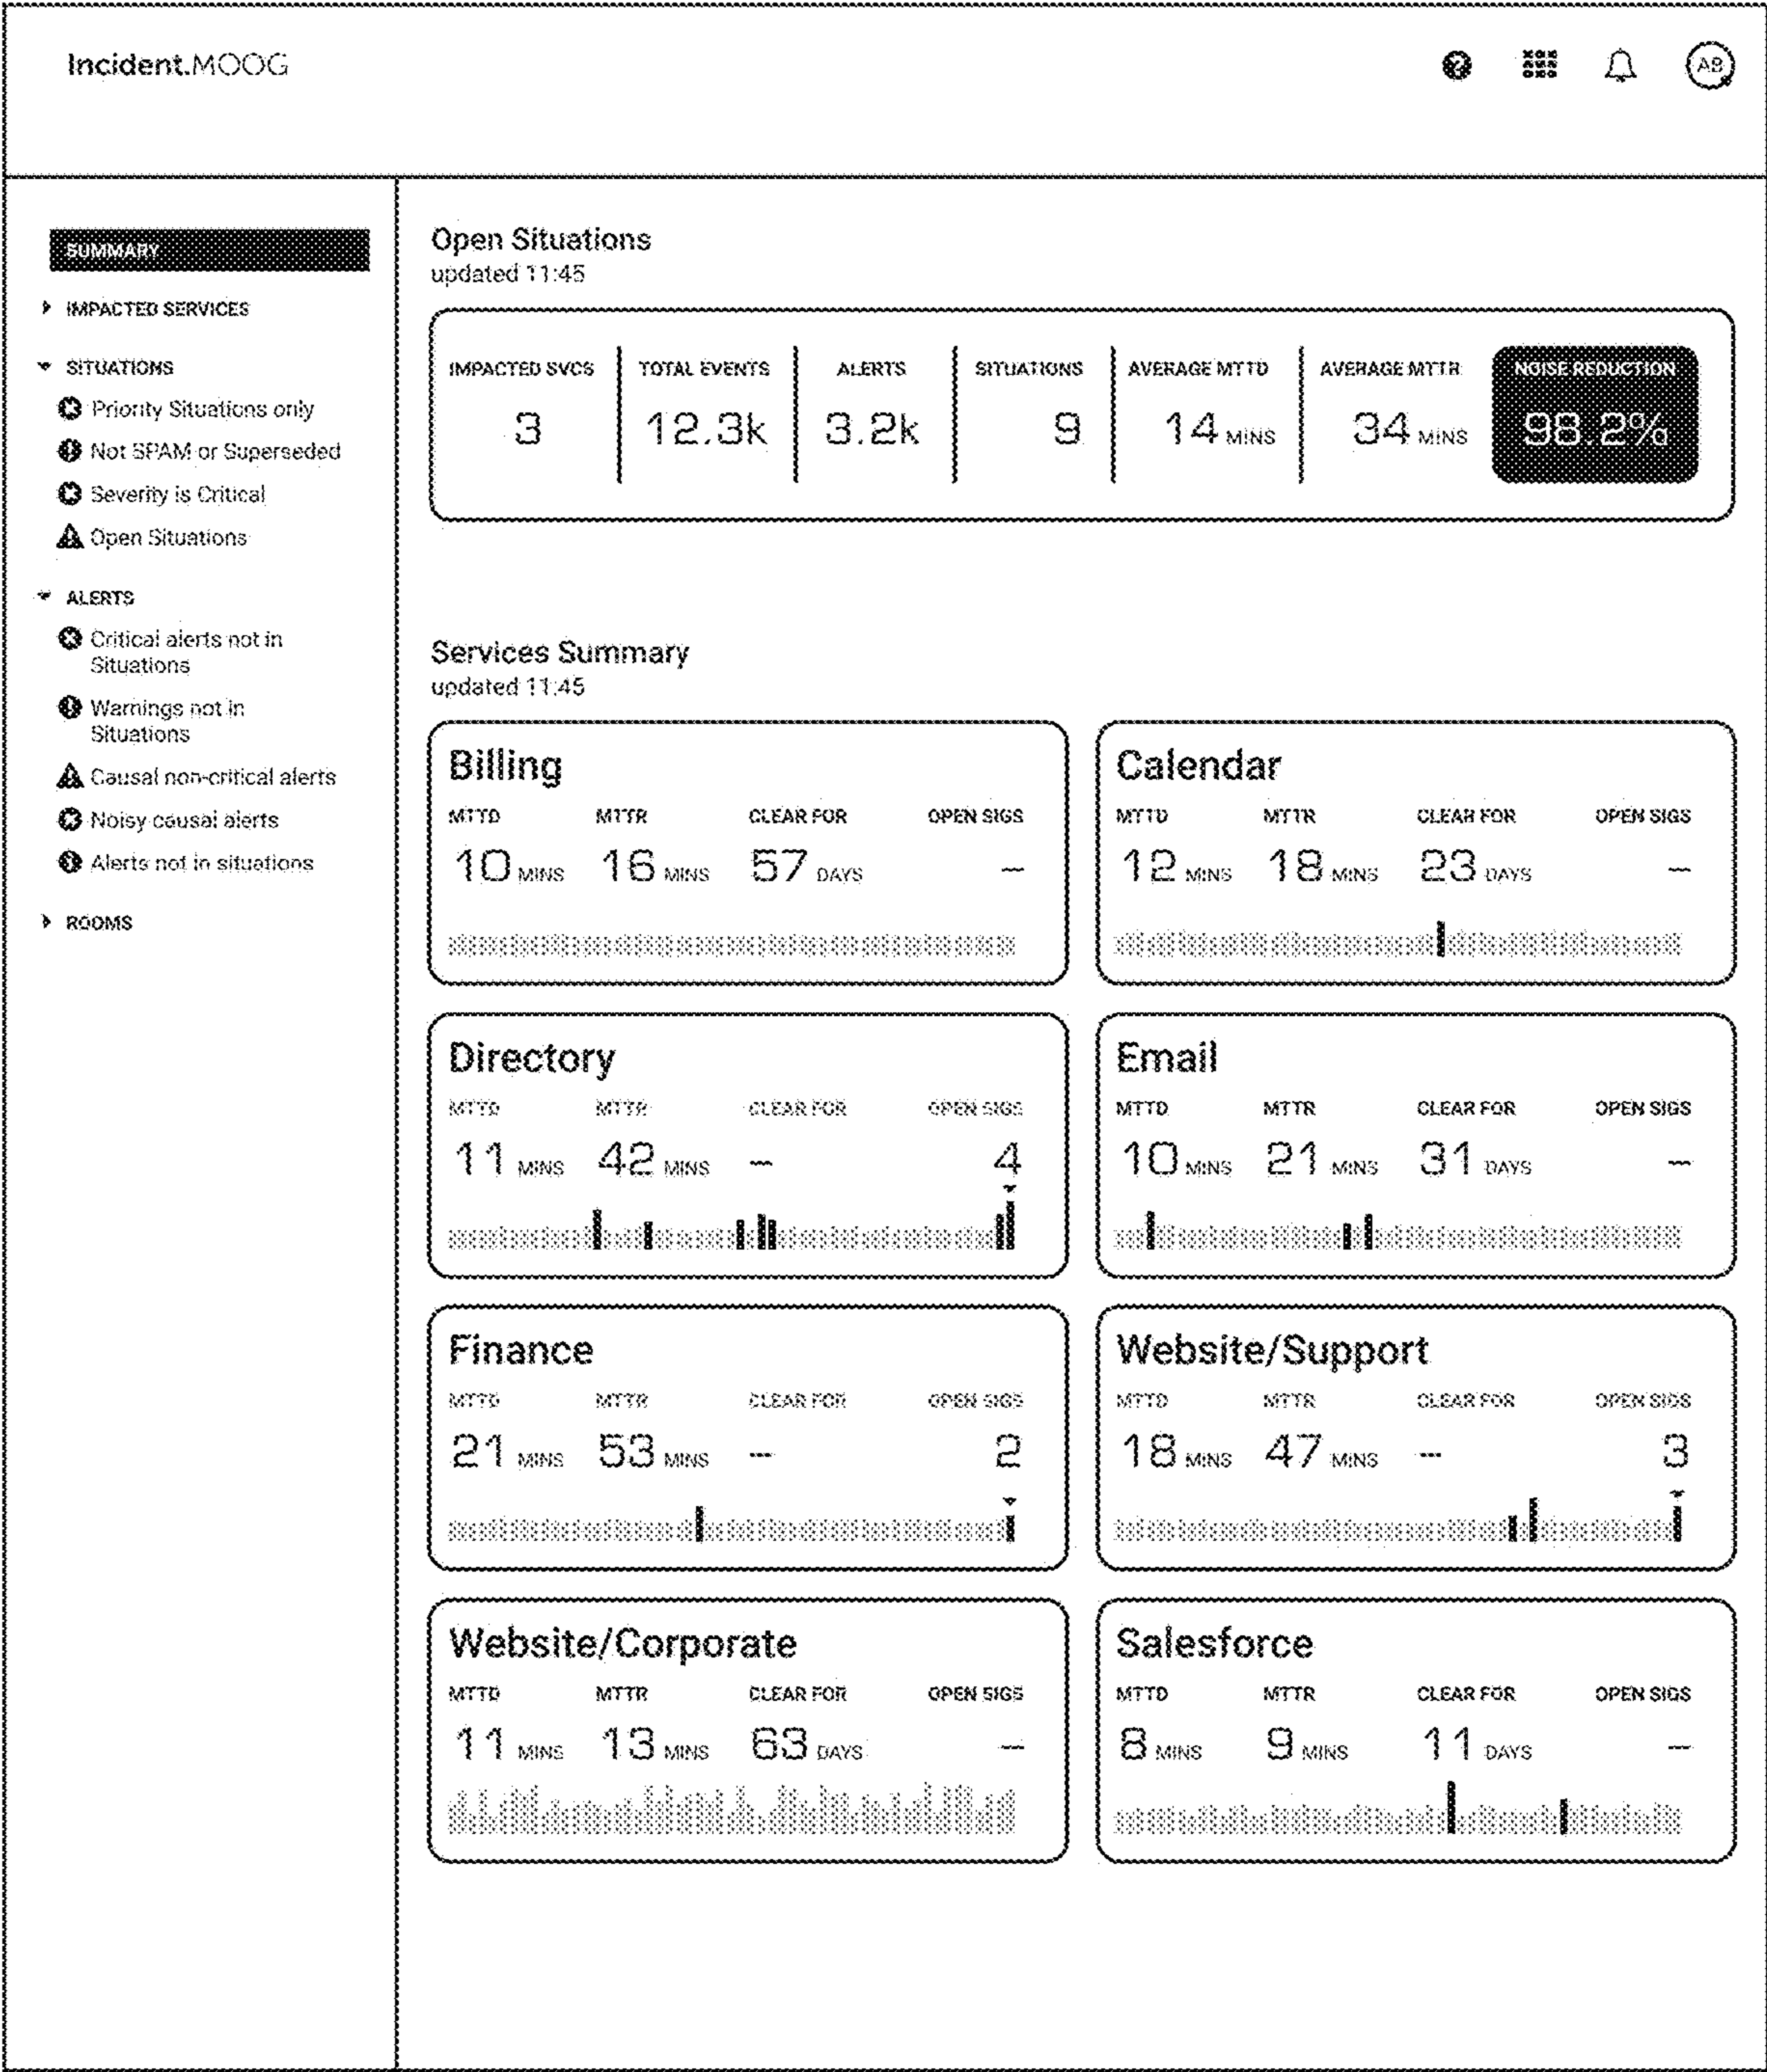 Incident.MOOG
AB
SUMMARY
IMPACTED SERVICES
SITUATIONS
Priority Situations only
Not SPAM or Superseded
Severity is Critical
Open Situations
ALERTS
Critical alerts not in
Situations
Warnings not in
Situations
Causal non-critical alerts
Noisy causal alerts
Alerts not in situations
ROOMS
Open Situations
updated 11:45
IMPACTED SVCS TOTAL EVENTS ALERTS SITUATIONS AVERAGE MTTD AVERAGE MTTR NOISE REDUCTION
3 12.3k 3.2k 9 14 MINS 34 MINS 98.2%
Services Summary
updated 11:45
Billing
MTTD MTTR CLEAR FOR OPEN SIGS
10 MINS 16 MINS 57 DAYS –
Calendar
MTTD MTTR CLEAR FOR OPEN SIGS
12 MINS 18 MINS 23 DAYS –
Directory
MTTD MTTR CLEAR FOR OPEN SIGS
11 MINS 42 MINS – 4
Email
MTTD MTTR CLEAR FOR OPEN SIGS
10 MINS 21 MINS 31 DAYS –
Finance
MTTD MTTR CLEAR FOR OPEN SIGS
21 MINS 53 MINS – 2
Website/Support
MTTD MTTR CLEAR FOR OPEN SIGS
18 MINS 47 MINS – 3
Website/Corporate
MTTD MTTR CLEAR FOR OPEN SIGS
11 MINS 13 MINS 63 DAYS –
Salesforce
MTTD MTTR CLEAR FOR OPEN SIGS
8 MINS 9 MINS 11 DAYS –